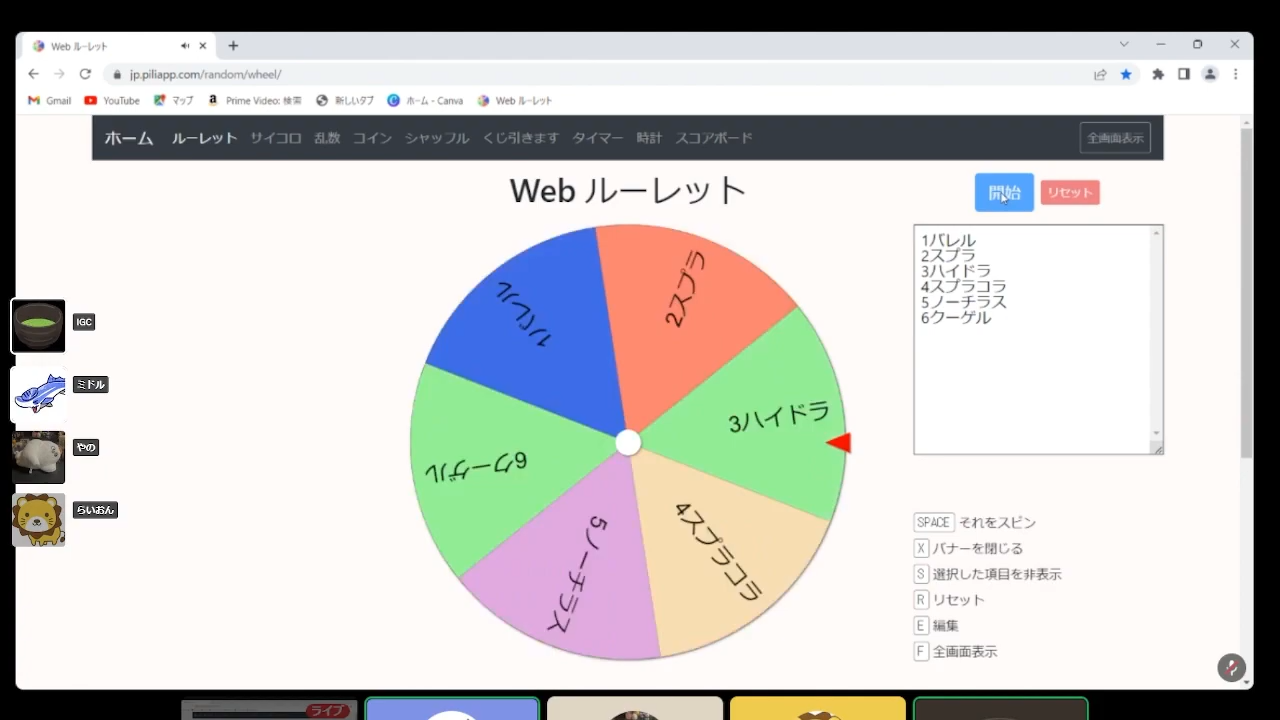 Web ルーレット
jp.piliapp.com/random/wheel/
Gmail YouTube マップ Prime Video: 検索 新しいタブ ホーム - Canva Web ルーレット
ホーム ルーレット サイコロ 乱数 コイン シャッフル くじ引きます タイマー 時計 スコアボード 全画面表示
Web ルーレット
開始 リセット
1バレル
2スプラ
3ハイドラ
4スプラコラ
5ノーチラス
6クーゲル
1バレル
2スプラ
3ハイドラ
4スプラコラ
5ノーチラス
6クーゲル
IGC
ミドル
やの
らいおん
SPACE それをスピン
X バナーを閉じる
S 選択した項目を非表示
R リセット
E 編集
F 全画面表示
ライブ